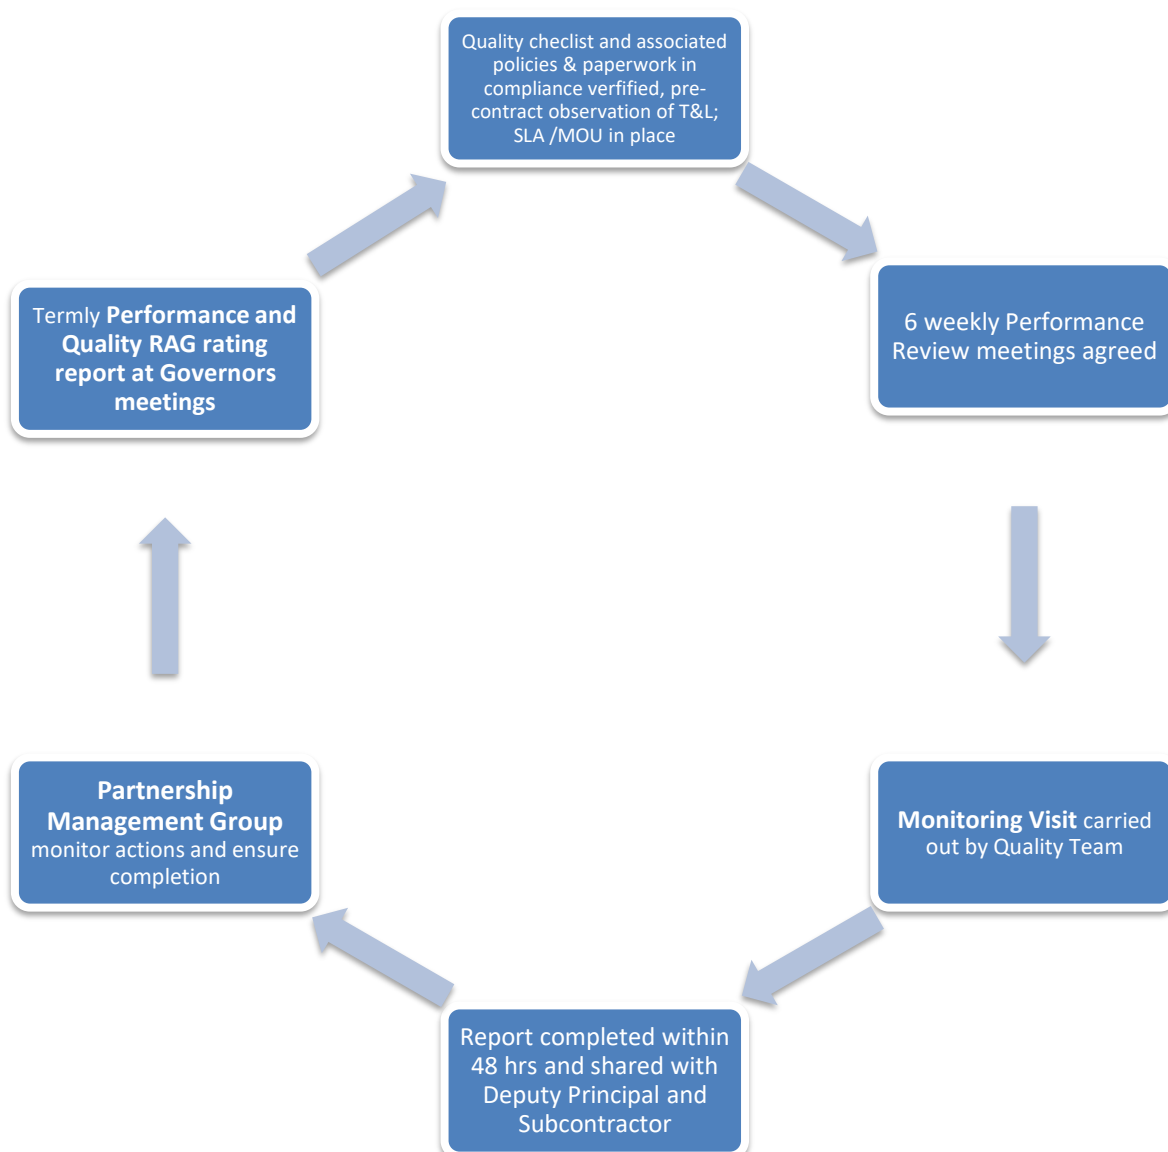 Quality checlist and associated
policies & paperwork in
compliance verfified, pre-
contract observation of T&L;
SLA /MOU in place
6 weekly Performance
Review meetings agreed
Monitoring Visit carried
out by Quality Team
Report completed within
48 hrs and shared with
Deputy Principal and
Subcontractor
Partnership
Management Group
monitor actions and ensure
completion
Termly Performance and
Quality RAG rating
report at Governors
meetings